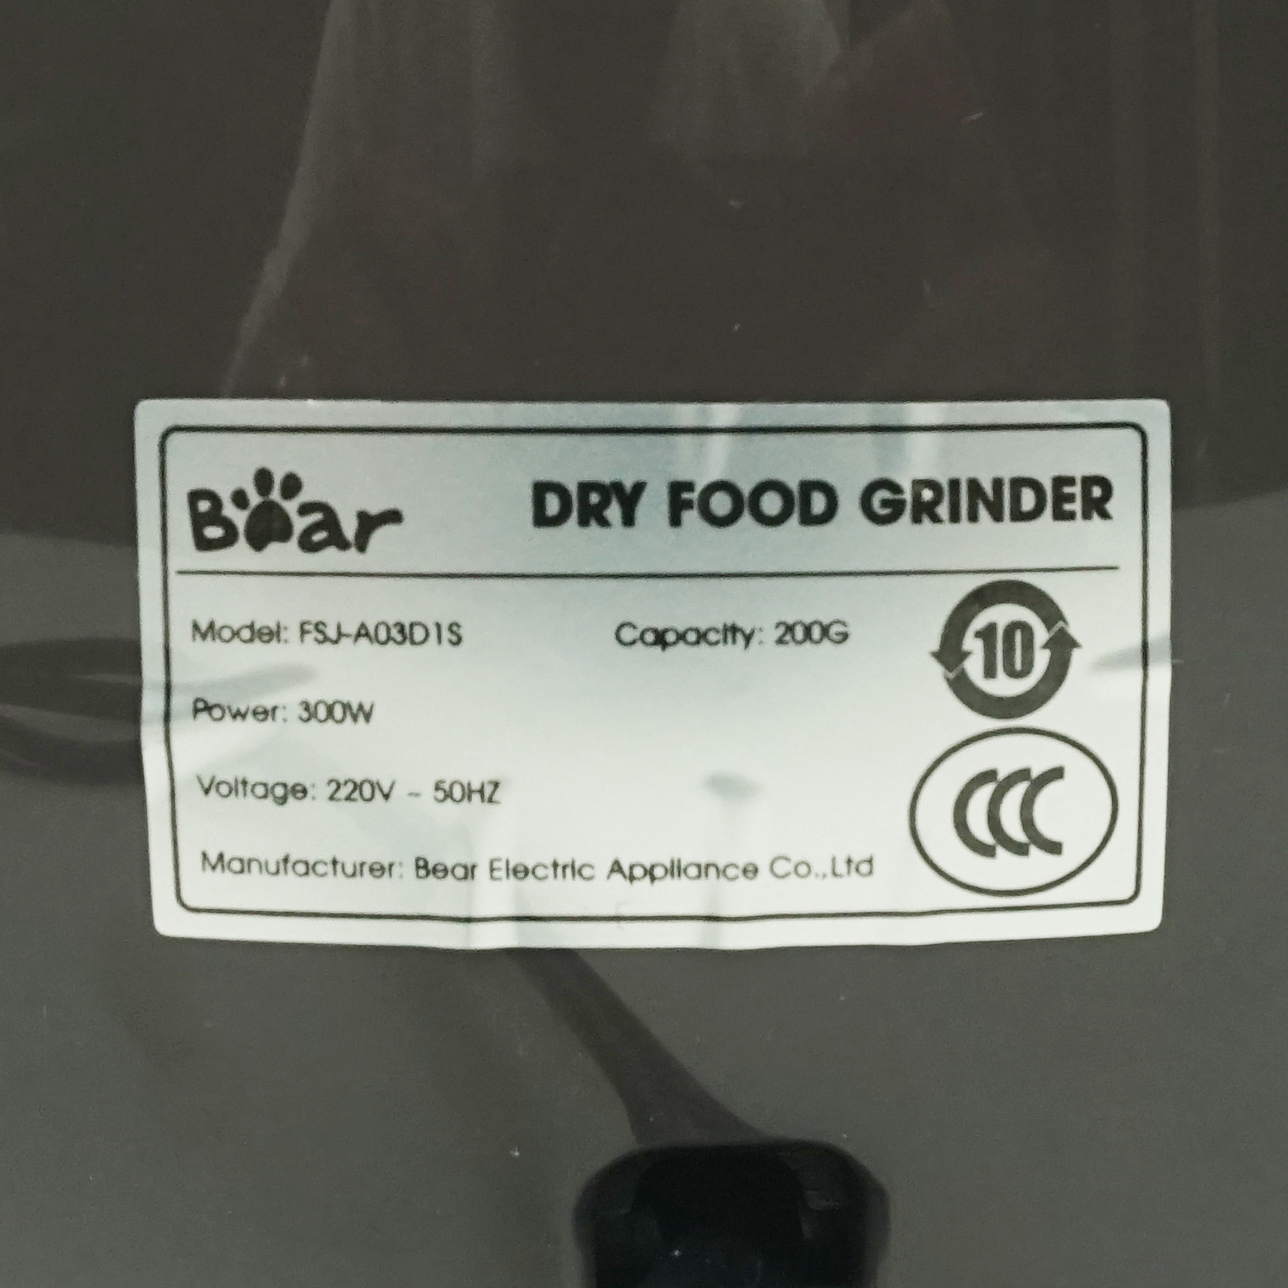 Bear DRY FOOD GRINDER
Model: FSJ-A03D1S Capacity: 200G
10
Power: 300W
Voltage: 220V ~ 50HZ
CCC
Manufacturer: Bear Electric Appliance Co.,Ltd